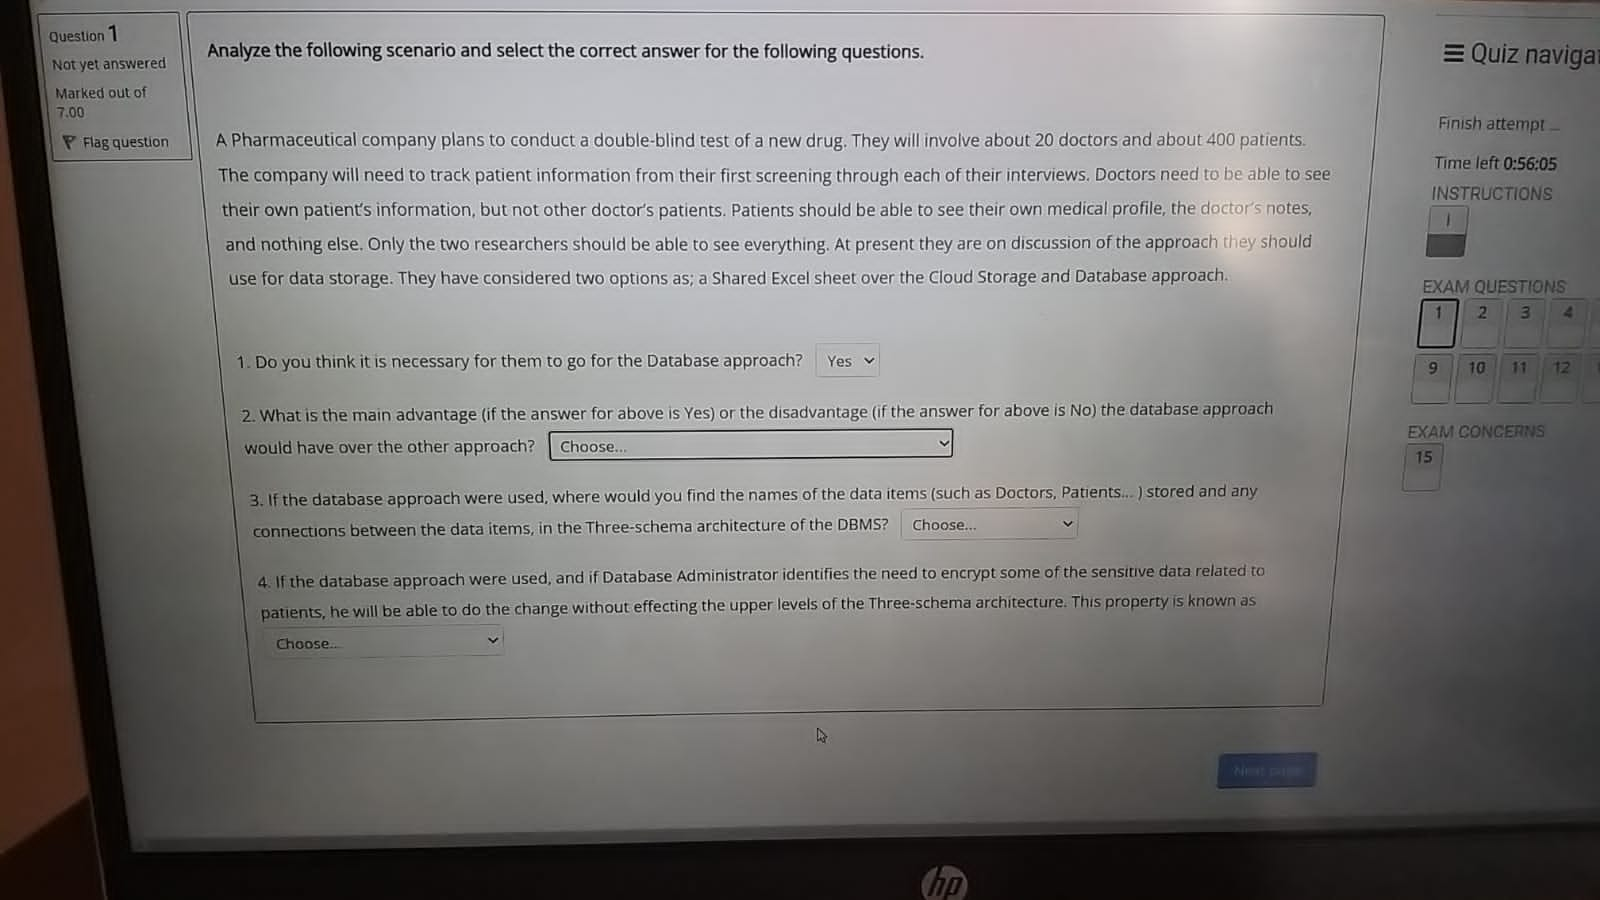 Question 1
Not yet answered
Marked out of
7.00
Flag question
Analyze the following scenario and select the correct answer for the following questions.
A Pharmaceutical company plans to conduct a double-blind test of a new drug. They will involve about 20 doctors and about 400 patients.
The company will need to track patient information from their first screening through each of their interviews. Doctors need to be able to see
their own patient's information, but not other doctor's patients. Patients should be able to see their own medical profile, the doctor's notes,
and nothing else. Only the two researchers should be able to see everything. At present they are on discussion of the approach they should
use for data storage. They have considered two options as; a Shared Excel sheet over the Cloud Storage and Database approach.
1. Do you think it is necessary for them to go for the Database approach? Yes
2. What is the main advantage (if the answer for above is Yes) or the disadvantage (if the answer for above is No) the database approach
would have over the other approach? Choose...
3. If the database approach were used, where would you find the names of the data items (such as Doctors, Patients... ) stored and any
connections between the data items, in the Three-schema architecture of the DBMS? Choose...
4. If the database approach were used, and if Database Administrator identifies the need to encrypt some of the sensitive data related to
patients, he will be able to do the change without effecting the upper levels of the Three-schema architecture. This property is known as
Choose...
Next page
Quiz naviga
Finish attempt ...
Time left 0:56:05
INSTRUCTIONS
i
EXAM QUESTIONS
1 2 3 4
9 10 11 12
EXAM CONCERNS
15
hp